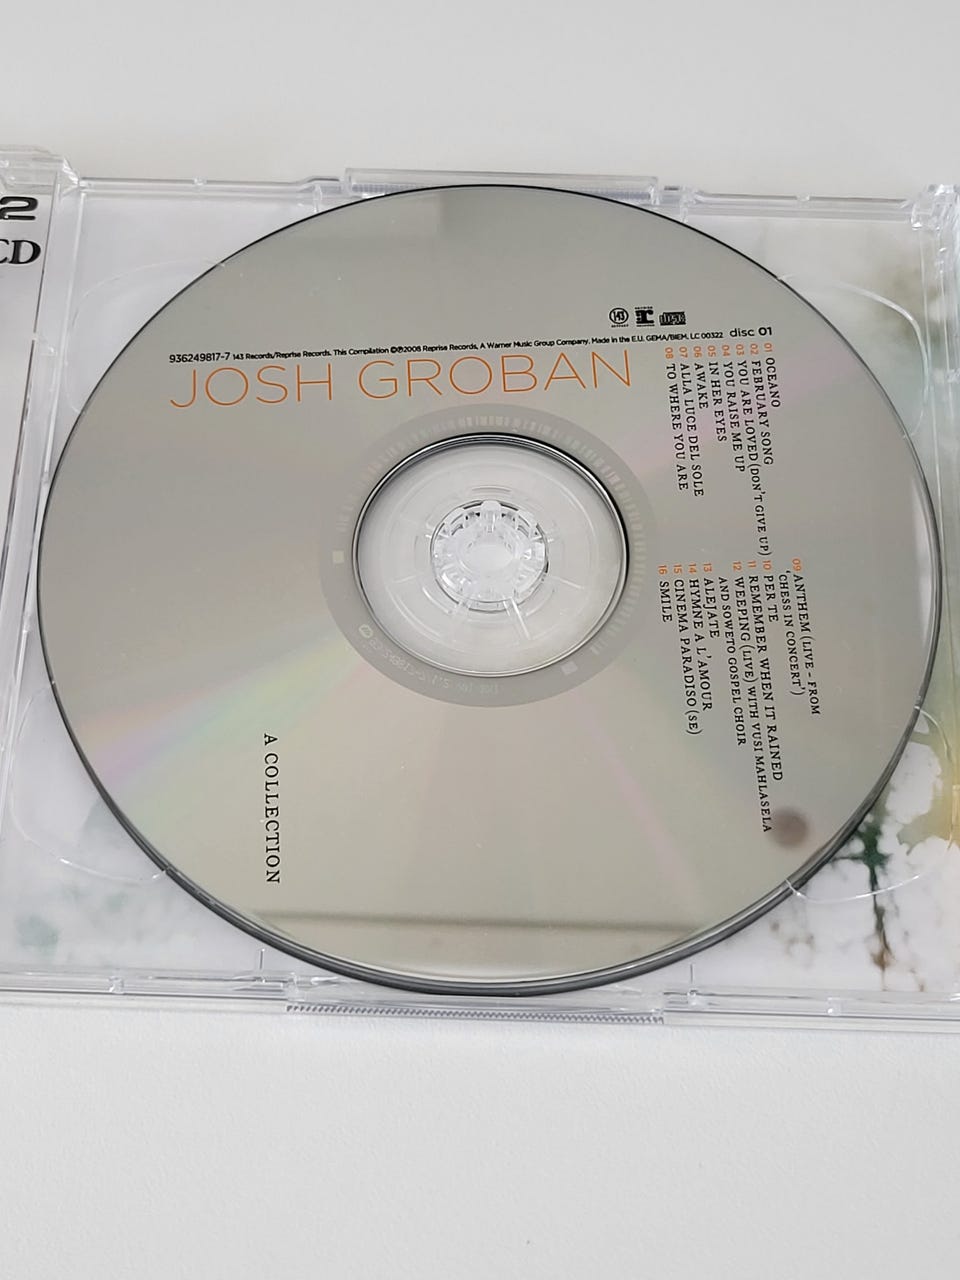 2
CD
143
936249817-7 143 Records/Reprise Records. This Compilation ©℗2008 Reprise Records, A Warner Music Group Company. Made in the E.U. GEMA/BIEM. LC 00322 disc 01
JOSH GROBAN
01 OCEANO
02 FEBRUARY SONG
03 YOU ARE LOVED (DON'T GIVE UP)
04 YOU RAISE ME UP
05 IN HER EYES
06 AWAKE
07 ALLA LUCE DEL SOLE
08 TO WHERE YOU ARE
09 ANTHEM (LIVE – FROM
'CHESS IN CONCERT')
10 PER TE
11 REMEMBER WHEN IT RAINED
12 WEEPING (LIVE) WITH VUSI MAHLASELA
AND SOWETO GOSPEL CHOIR
13 ALEJATE
14 HYMNE A L'AMOUR
15 CINEMA PARADISO (SE)
16 SMILE
A COLLECTION